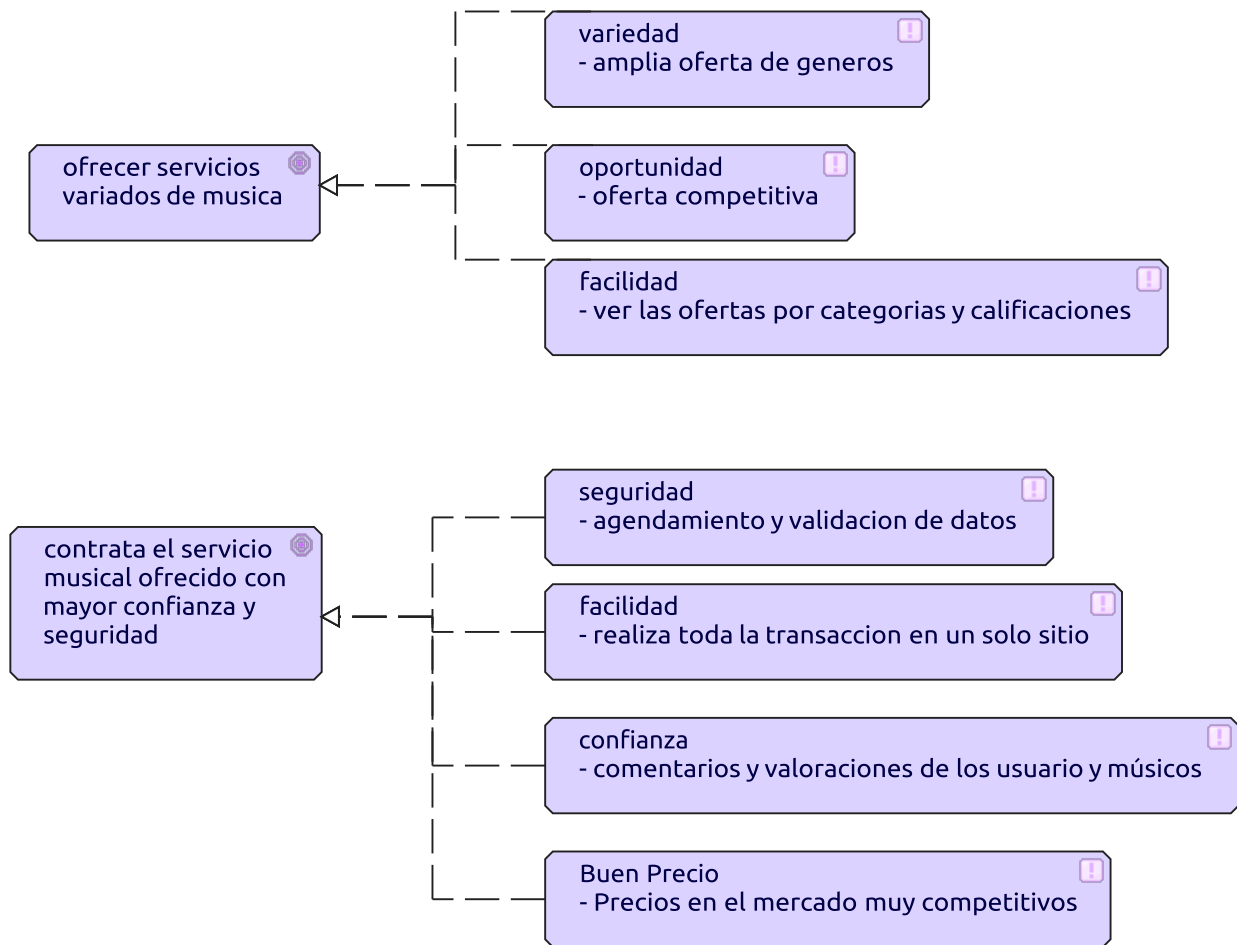 variedad
- amplia oferta de generos
ofrecer servicios
variados de musica
oportunidad
- oferta competitiva
facilidad
- ver las ofertas por categorias y calificaciones
seguridad
- agendamiento y validacion de datos
contrata el servicio
musical ofrecido con
mayor confianza y
seguridad
facilidad
- realiza toda la transaccion en un solo sitio
confianza
- comentarios y valoraciones de los usuario y músicos
Buen Precio
- Precios en el mercado muy competitivos